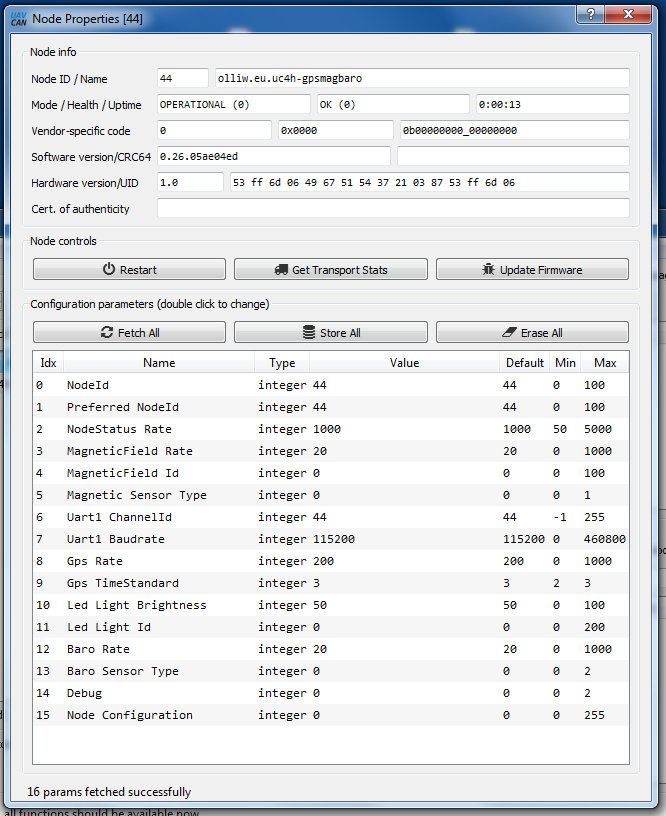 UAV CAN Node Properties [44] ?
Node info
Node ID / Name 44 olliw.eu.uc4h-gpsmagbaro
Mode / Health / Uptime OPERATIONAL (0) OK (0) 0:00:13
Vendor-specific code 0 0x0000 0b00000000_00000000
Software version/CRC64 0.26.05ae04ed
Hardware version/UID 1.0 53 ff 6d 06 49 67 51 54 37 21 03 87 53 ff 6d 06
Cert. of authenticity
Node controls
Restart Get Transport Stats Update Firmware
Configuration parameters (double click to change)
Fetch All Store All Erase All
Idx Name Type Value Default Min Max
0 NodeId integer 44 44 0 100
1 Preferred NodeId integer 44 44 0 100
2 NodeStatus Rate integer 1000 1000 50 5000
3 MagneticField Rate integer 20 20 0 1000
4 MagneticField Id integer 0 0 0 100
5 Magnetic Sensor Type integer 0 0 0 1
6 Uart1 ChannelId integer 44 44 -1 255
7 Uart1 Baudrate integer 115200 115200 0 460800
8 Gps Rate integer 200 200 0 1000
9 Gps TimeStandard integer 3 3 2 3
10 Led Light Brightness integer 50 50 0 100
11 Led Light Id integer 0 0 0 200
12 Baro Rate integer 20 20 0 1000
13 Baro Sensor Type integer 0 0 0 2
14 Debug integer 0 0 0 2
15 Node Configuration integer 0 0 0 255
16 params fetched successfully
all functions should be available now